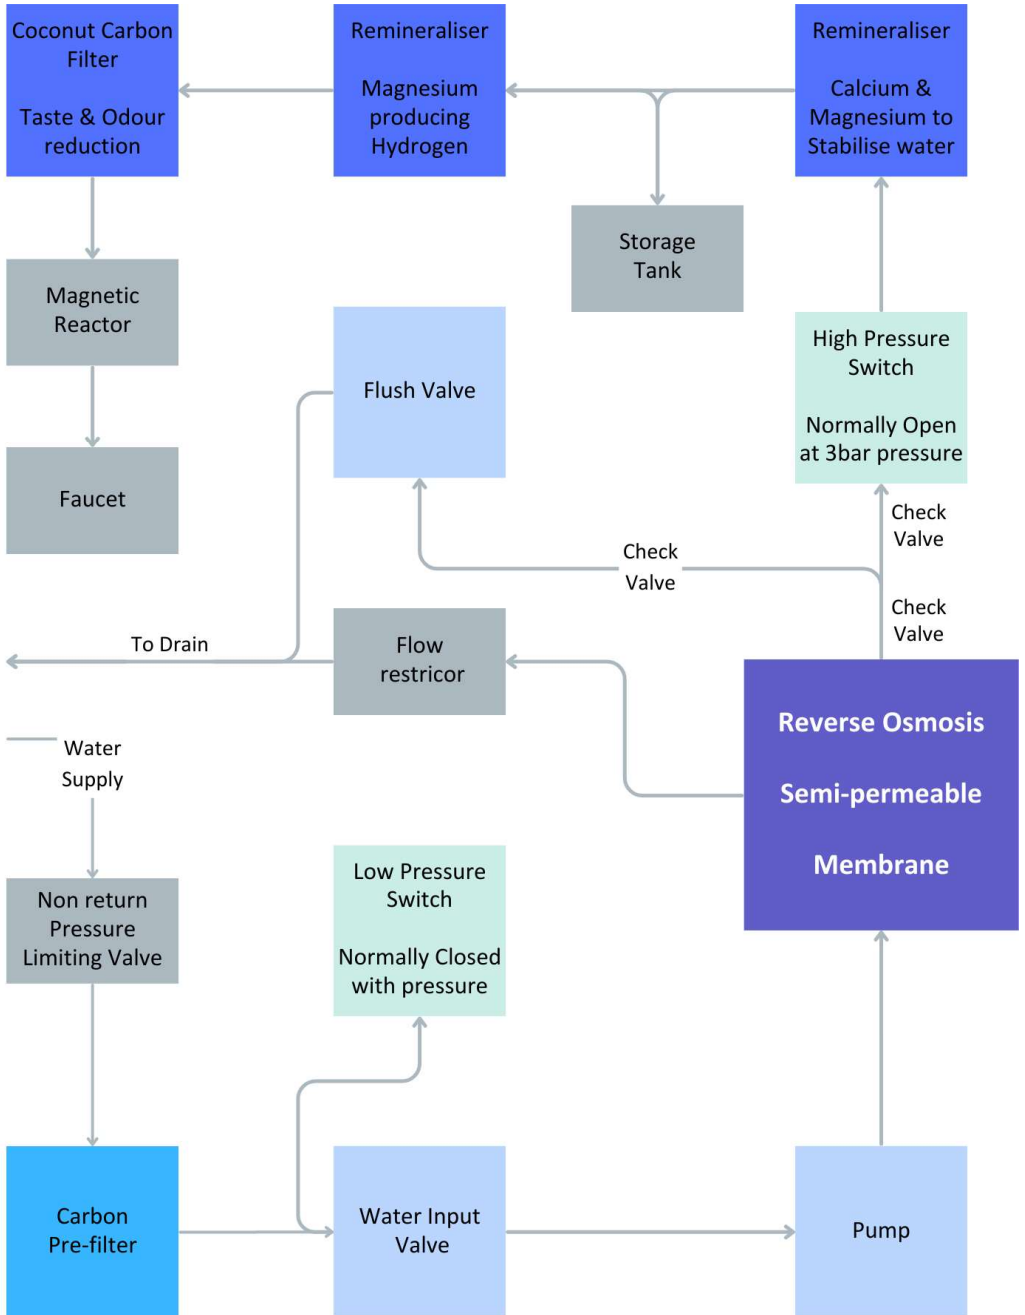 Coconut Carbon
Filter
Taste & Odour
reduction
Remineraliser
Magnesium
producing
Hydrogen
Remineraliser
Calcium &
Magnesium to
Stabilise water
Storage
Tank
Magnetic
Reactor
Flush Valve
High Pressure
Switch
Normally Open
at 3bar pressure
Faucet
Check
Valve
Check
Valve
Check
Valve
To Drain
Flow
restricor
Reverse Osmosis
Semi-permeable
Membrane
Water
Supply
Non return
Pressure
Limiting Valve
Low Pressure
Switch
Normally Closed
with pressure
Carbon
Pre-filter
Water Input
Valve
Pump